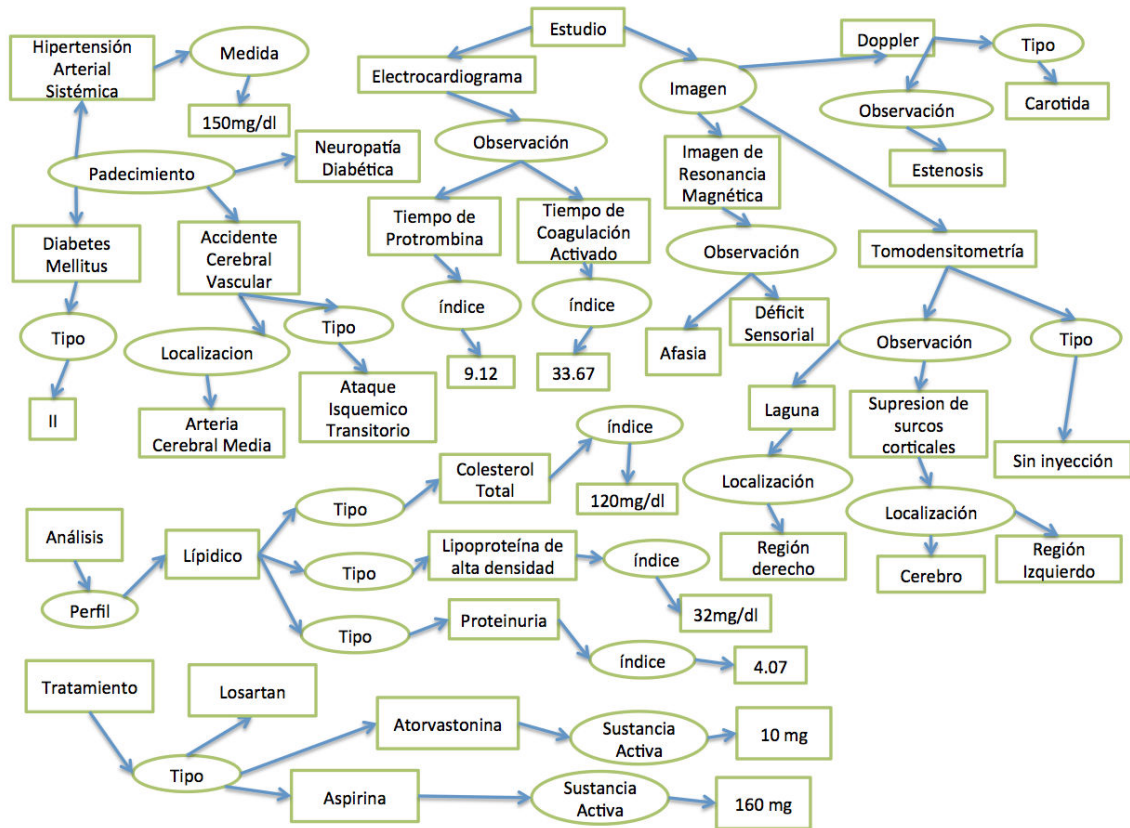 Estudio
Hipertensión
Arterial
Sistémica
Medida
150mg/dl
Padecimiento
Neuropatía
Diabética
Diabetes
Mellitus
Tipo
II
Accidente
Cerebral
Vascular
Localizacion
Arteria
Cerebral Media
Tipo
Ataque
Isquemico
Transitorio
Electrocardiograma
Observación
Tiempo de
Protrombina
índice
9.12
Tiempo de
Coagulación
Activado
índice
33.67
Imagen
Doppler
Tipo
Carotida
Observación
Estenosis
Imagen de
Resonancia
Magnética
Observación
Afasia
Déficit
Sensorial
Tomodensitometría
Observación
Tipo
Sin inyección
Laguna
Localización
Región
derecho
Supresion de
surcos
corticales
Localización
Cerebro
Región
Izquierdo
Análisis
Perfil
Lípidico
Tipo
Colesterol
Total
índice
120mg/dl
Tipo
Lipoproteína de
alta densidad
índice
32mg/dl
Tipo
Proteinuria
índice
4.07
Tratamiento
Tipo
Losartan
Atorvastonina
Sustancia
Activa
10 mg
Aspirina
Sustancia
Activa
160 mg